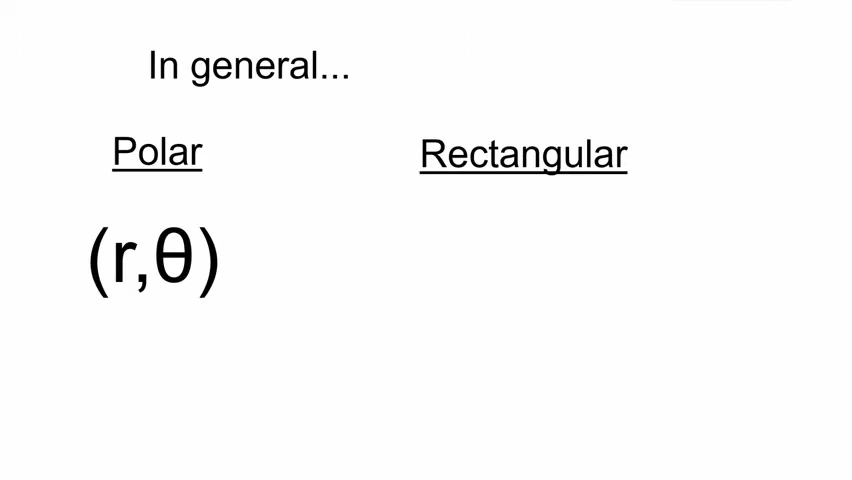 In general...
Polar Rectangular
(r,θ)